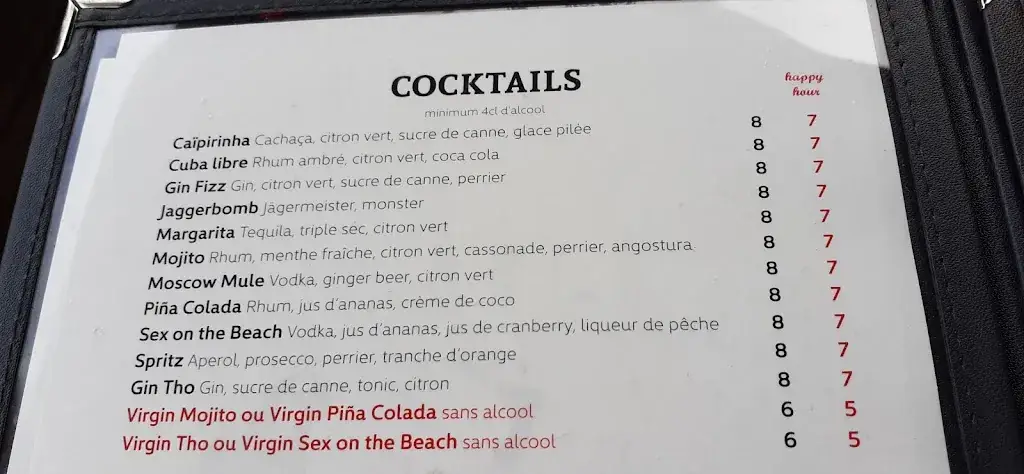 COCKTAILS
happy
hour
minimum 4cl d'alcool
Caïpirinha Cachaça, citron vert, sucre de canne, glace pilée 8 7
Cuba libre Rhum ambré, citron vert, coca cola 8 7
Gin Fizz Gin, citron vert, sucre de canne, perrier 8 7
Jaggerbomb Jägermeister, monster 8 7
Margarita Tequila, triple sec, citron vert 8 7
Mojito Rhum, menthe fraîche, citron vert, cassonade, perrier, angostura 8 7
Moscow Mule Vodka, ginger beer, citron vert 8 7
Piña Colada Rhum, jus d'ananas, crème de coco 8 7
Sex on the Beach Vodka, jus d'ananas, jus de cranberry, liqueur de pêche 8 7
Spritz Aperol, prosecco, perrier, tranche d'orange 8 7
Gin Tho Gin, sucre de canne, tonic, citron 8 7
Virgin Mojito ou Virgin Piña Colada sans alcool 6 5
Virgin Tho ou Virgin Sex on the Beach sans alcool 6 5